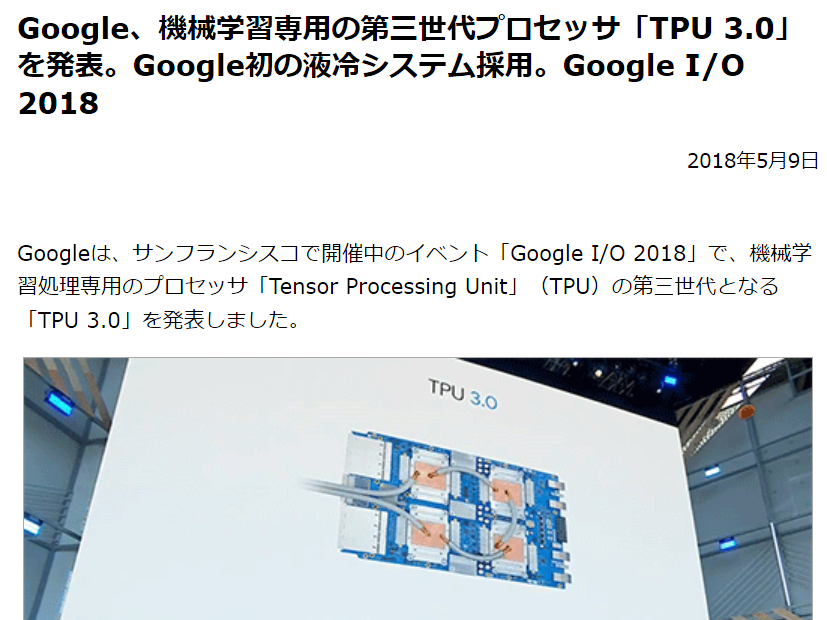 Google、機械学習専用の第三世代プロセッサ「TPU 3.0」
を発表。Google初の液冷システム採用。Google I/O
2018
2018年5月9日
Googleは、サンフランシスコで開催中のイベント「Google I/O 2018」で、機械学
習処理専用のプロセッサ「Tensor Processing Unit」（TPU）の第三世代となる
「TPU 3.0」を発表しました。
TPU 3.0